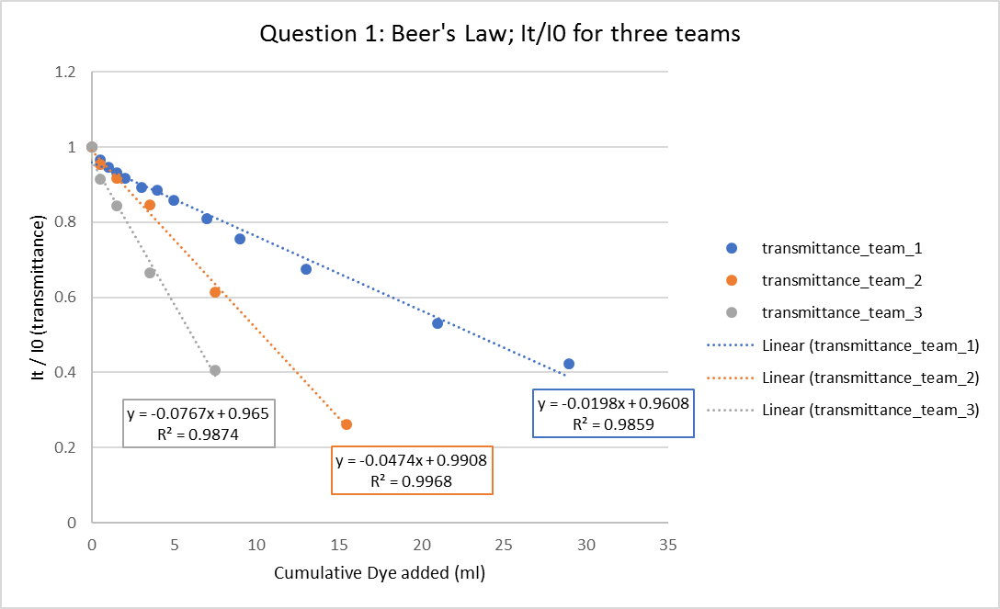 Question 1: Beer's Law; It/I0 for three teams
It / I0 (transmittance)
1.2
1
0.8
0.6
0.4
0.2
0
0 5 10 15 20 25 30 35
Cumulative Dye added (ml)
y = -0.0767x + 0.965
R² = 0.9874
y = -0.0474x + 0.9908
R² = 0.9968
y = -0.0198x + 0.9608
R² = 0.9859
transmittance_team_1
transmittance_team_2
transmittance_team_3
Linear (transmittance_team_1)
Linear (transmittance_team_2)
Linear (transmittance_team_3)